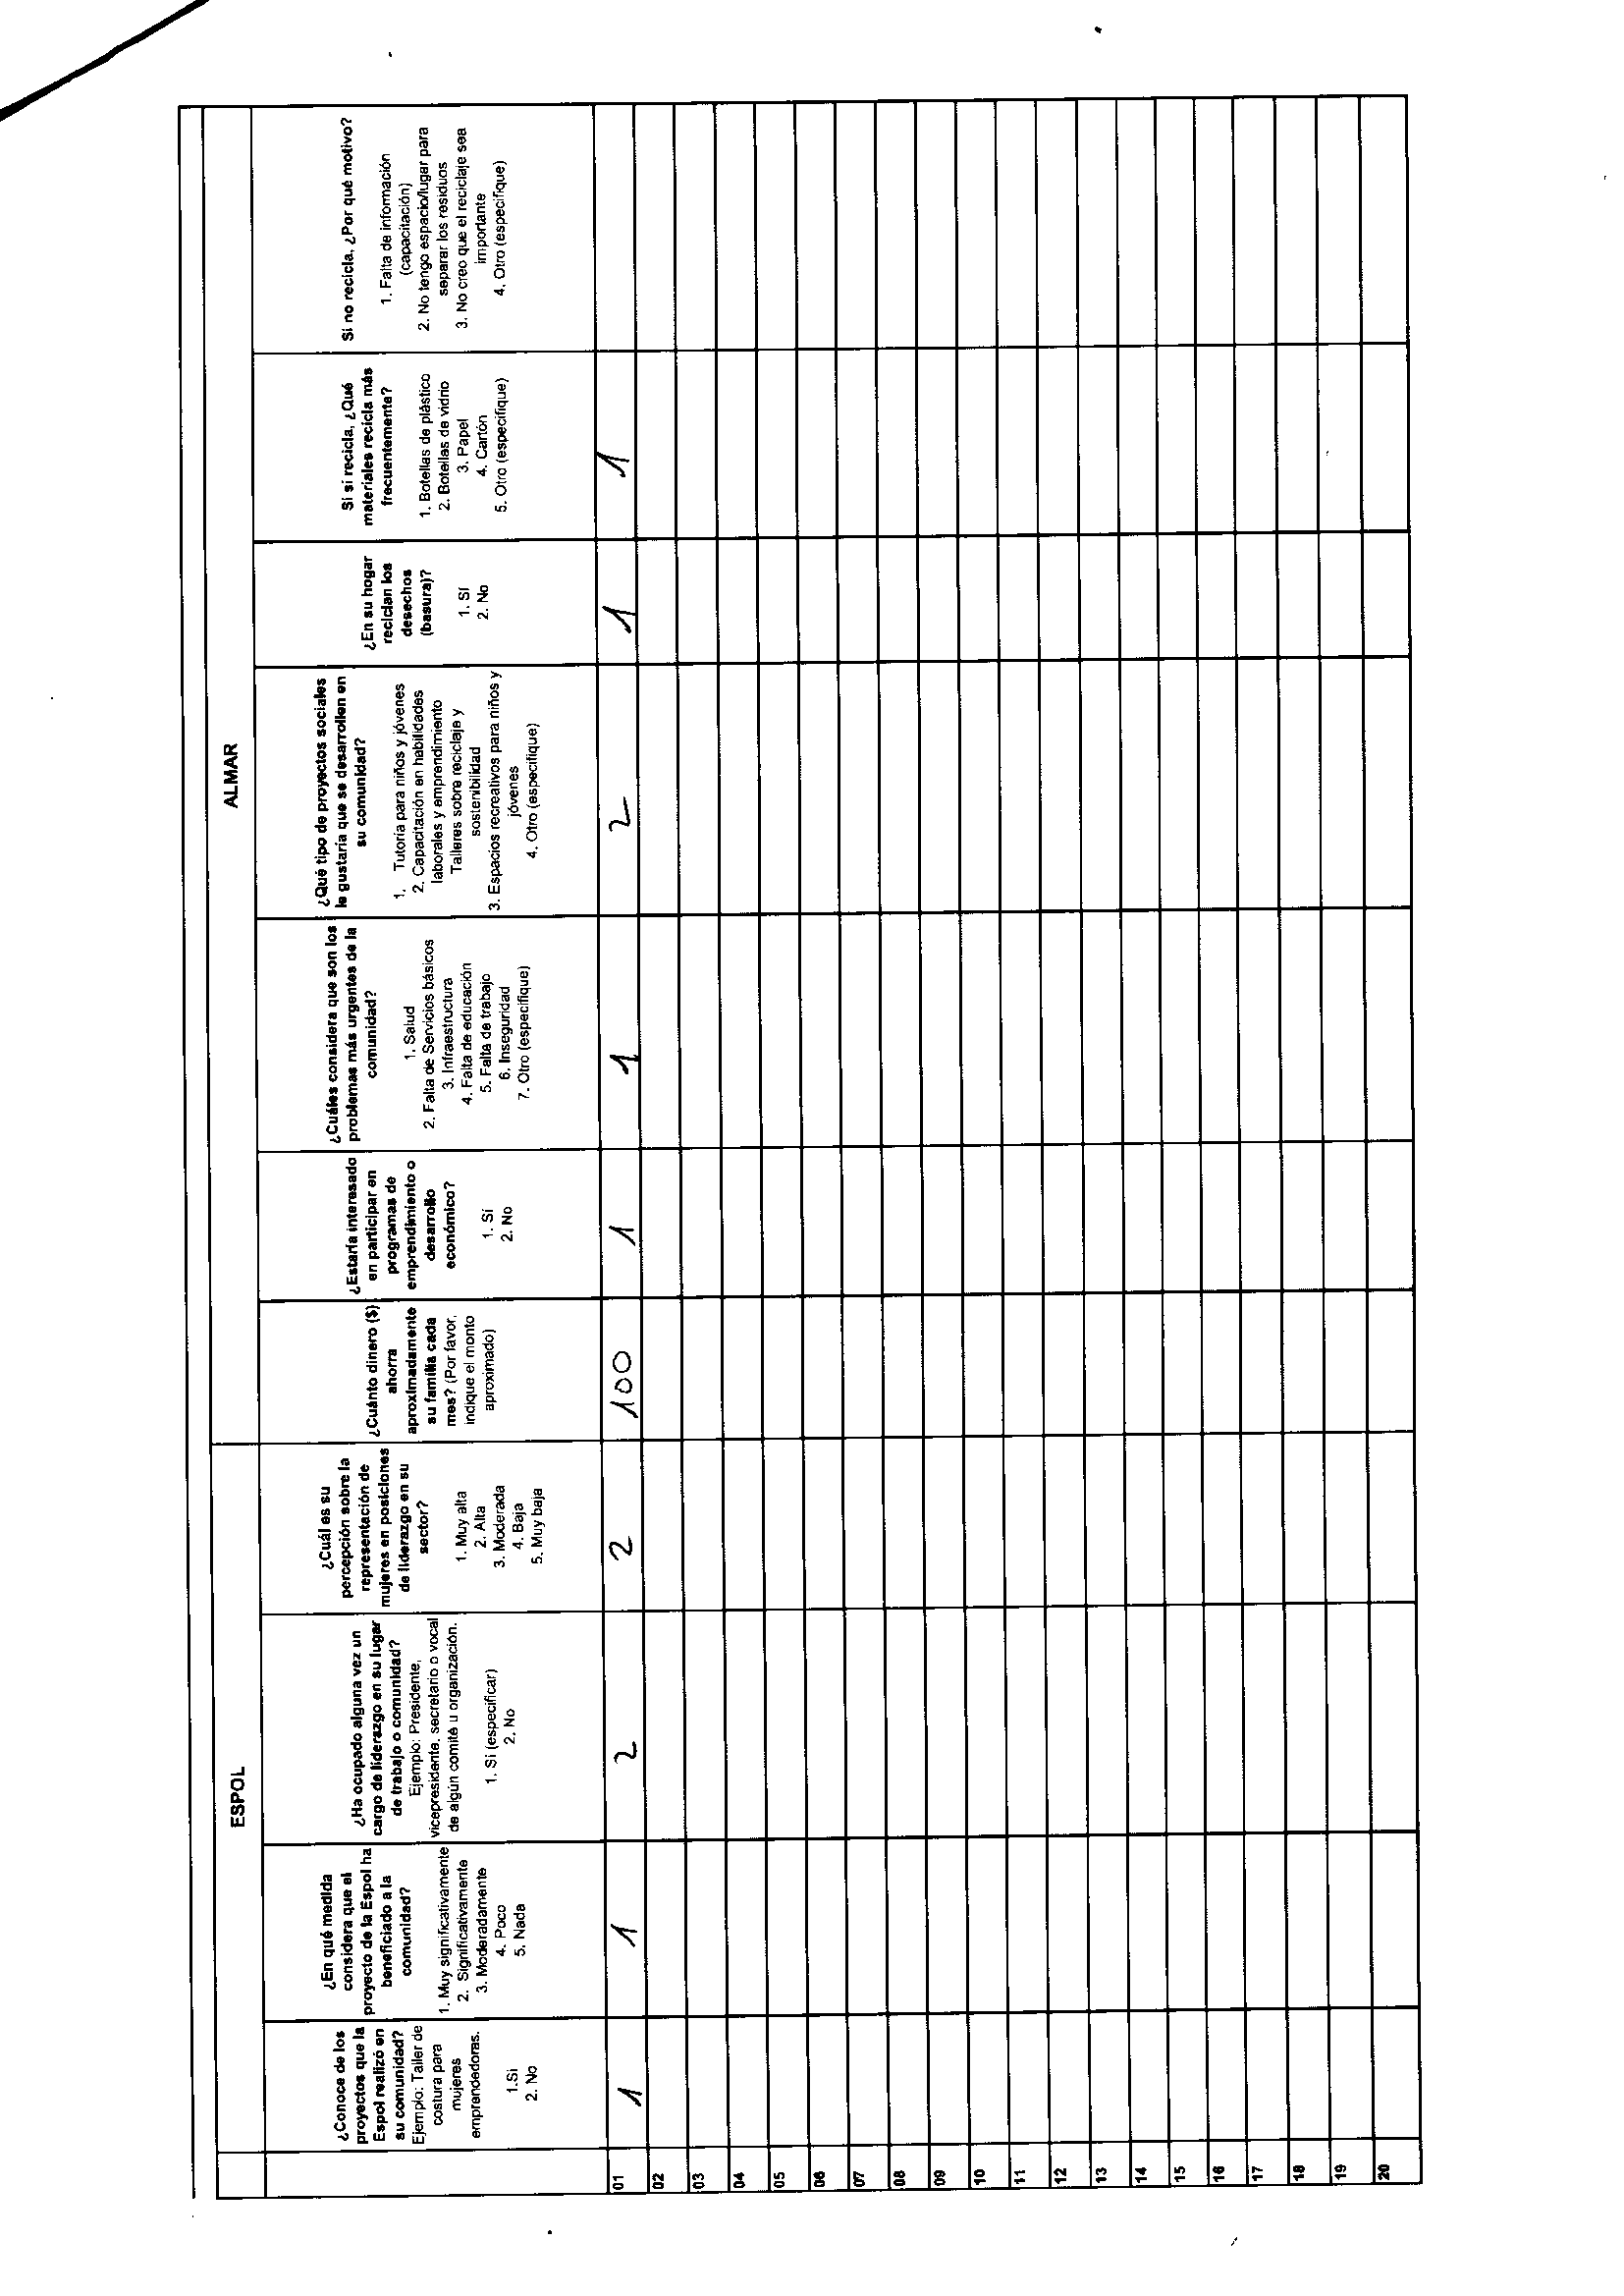 ESPOL
ALMAR
¿Conoce de los
proyectos que la
Espol realizó en
su comunidad?
Ejemplo: Taller de
costura para
mujeres
emprendedoras.
1.Si
2. No
¿En qué medida
considera que el
proyecto de la Espol ha
beneficiado a la
comunidad?
1. Muy significativamente
2. Significativamente
3. Moderadamente
4. Poco
5. Nada
¿Ha ocupado alguna vez un
cargo de liderazgo en su lugar
de trabajo o comunidad?
Ejemplo: Presidente,
vicepresidente, secretario o vocal
de algún comité u organización.
1. Sí (especificar)
2. No
¿Cuál es su
percepción sobre la
representación de
mujeres en posiciones
de liderazgo en su
sector?
1. Muy alta
2. Alta
3. Moderada
4. Baja
5. Muy baja
¿Cuánto dinero ($)
ahorra
aproximadamente
su familia cada
mes? (Por favor,
indique el monto
aproximado)
¿Estaría interesado
en participar en
programas de
emprendimiento o
desarrollo
económico?
1. Sí
2. No
¿Cuáles considera que son los
problemas más urgentes de la
comunidad?
1. Salud
2. Falta de Servicios básicos
3. Infraestructura
4. Falta de educación
5. Falta de trabajo
6. Inseguridad
7. Otro (especifique)
¿Qué tipo de proyectos sociales
le gustaría que se desarrollen en
su comunidad?
1. Tutoría para niños y jóvenes
2. Capacitación en habilidades
laborales y emprendimiento
Talleres sobre reciclaje y
sostenibilidad
3. Espacios recreativos para niños y
jóvenes
4. Otro (especifique)
¿En su hogar
reciclan los
desechos
(basura)?
1. Sí
2. No
Si sí recicla, ¿Qué
materiales recicla más
frecuentemente?
1. Botellas de plástico
2. Botellas de vidrio
3. Papel
4. Cartón
5. Otro (especifique)
Si no recicla, ¿Por qué motivo?
1. Falta de información
(capacitación)
2. No tengo espacio/lugar para
separar los residuos
3. No creo que el reciclaje sea
importante
4. Otro (especifique)
01 1 1 2 2 100 1 1 2 1 1
02
03
04
05
06
07
08
09
10
11
12
13
14
15
16
17
18
19
20